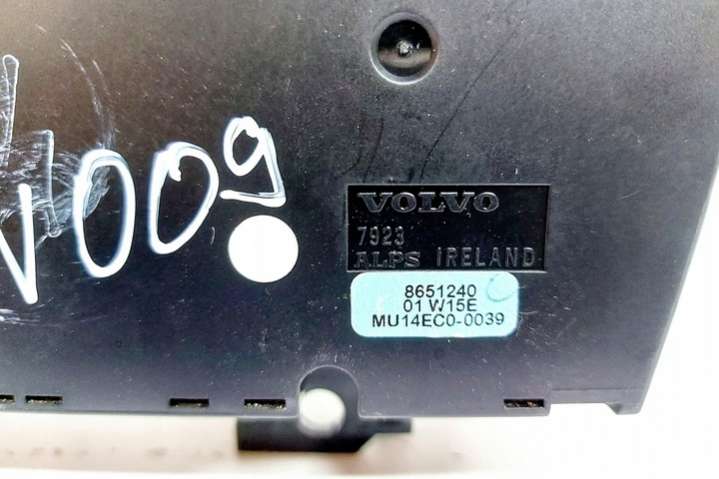 V009
VOLVO
7923
ALPS IRELAND
8651240
01 W15E
MU14EC0-0039